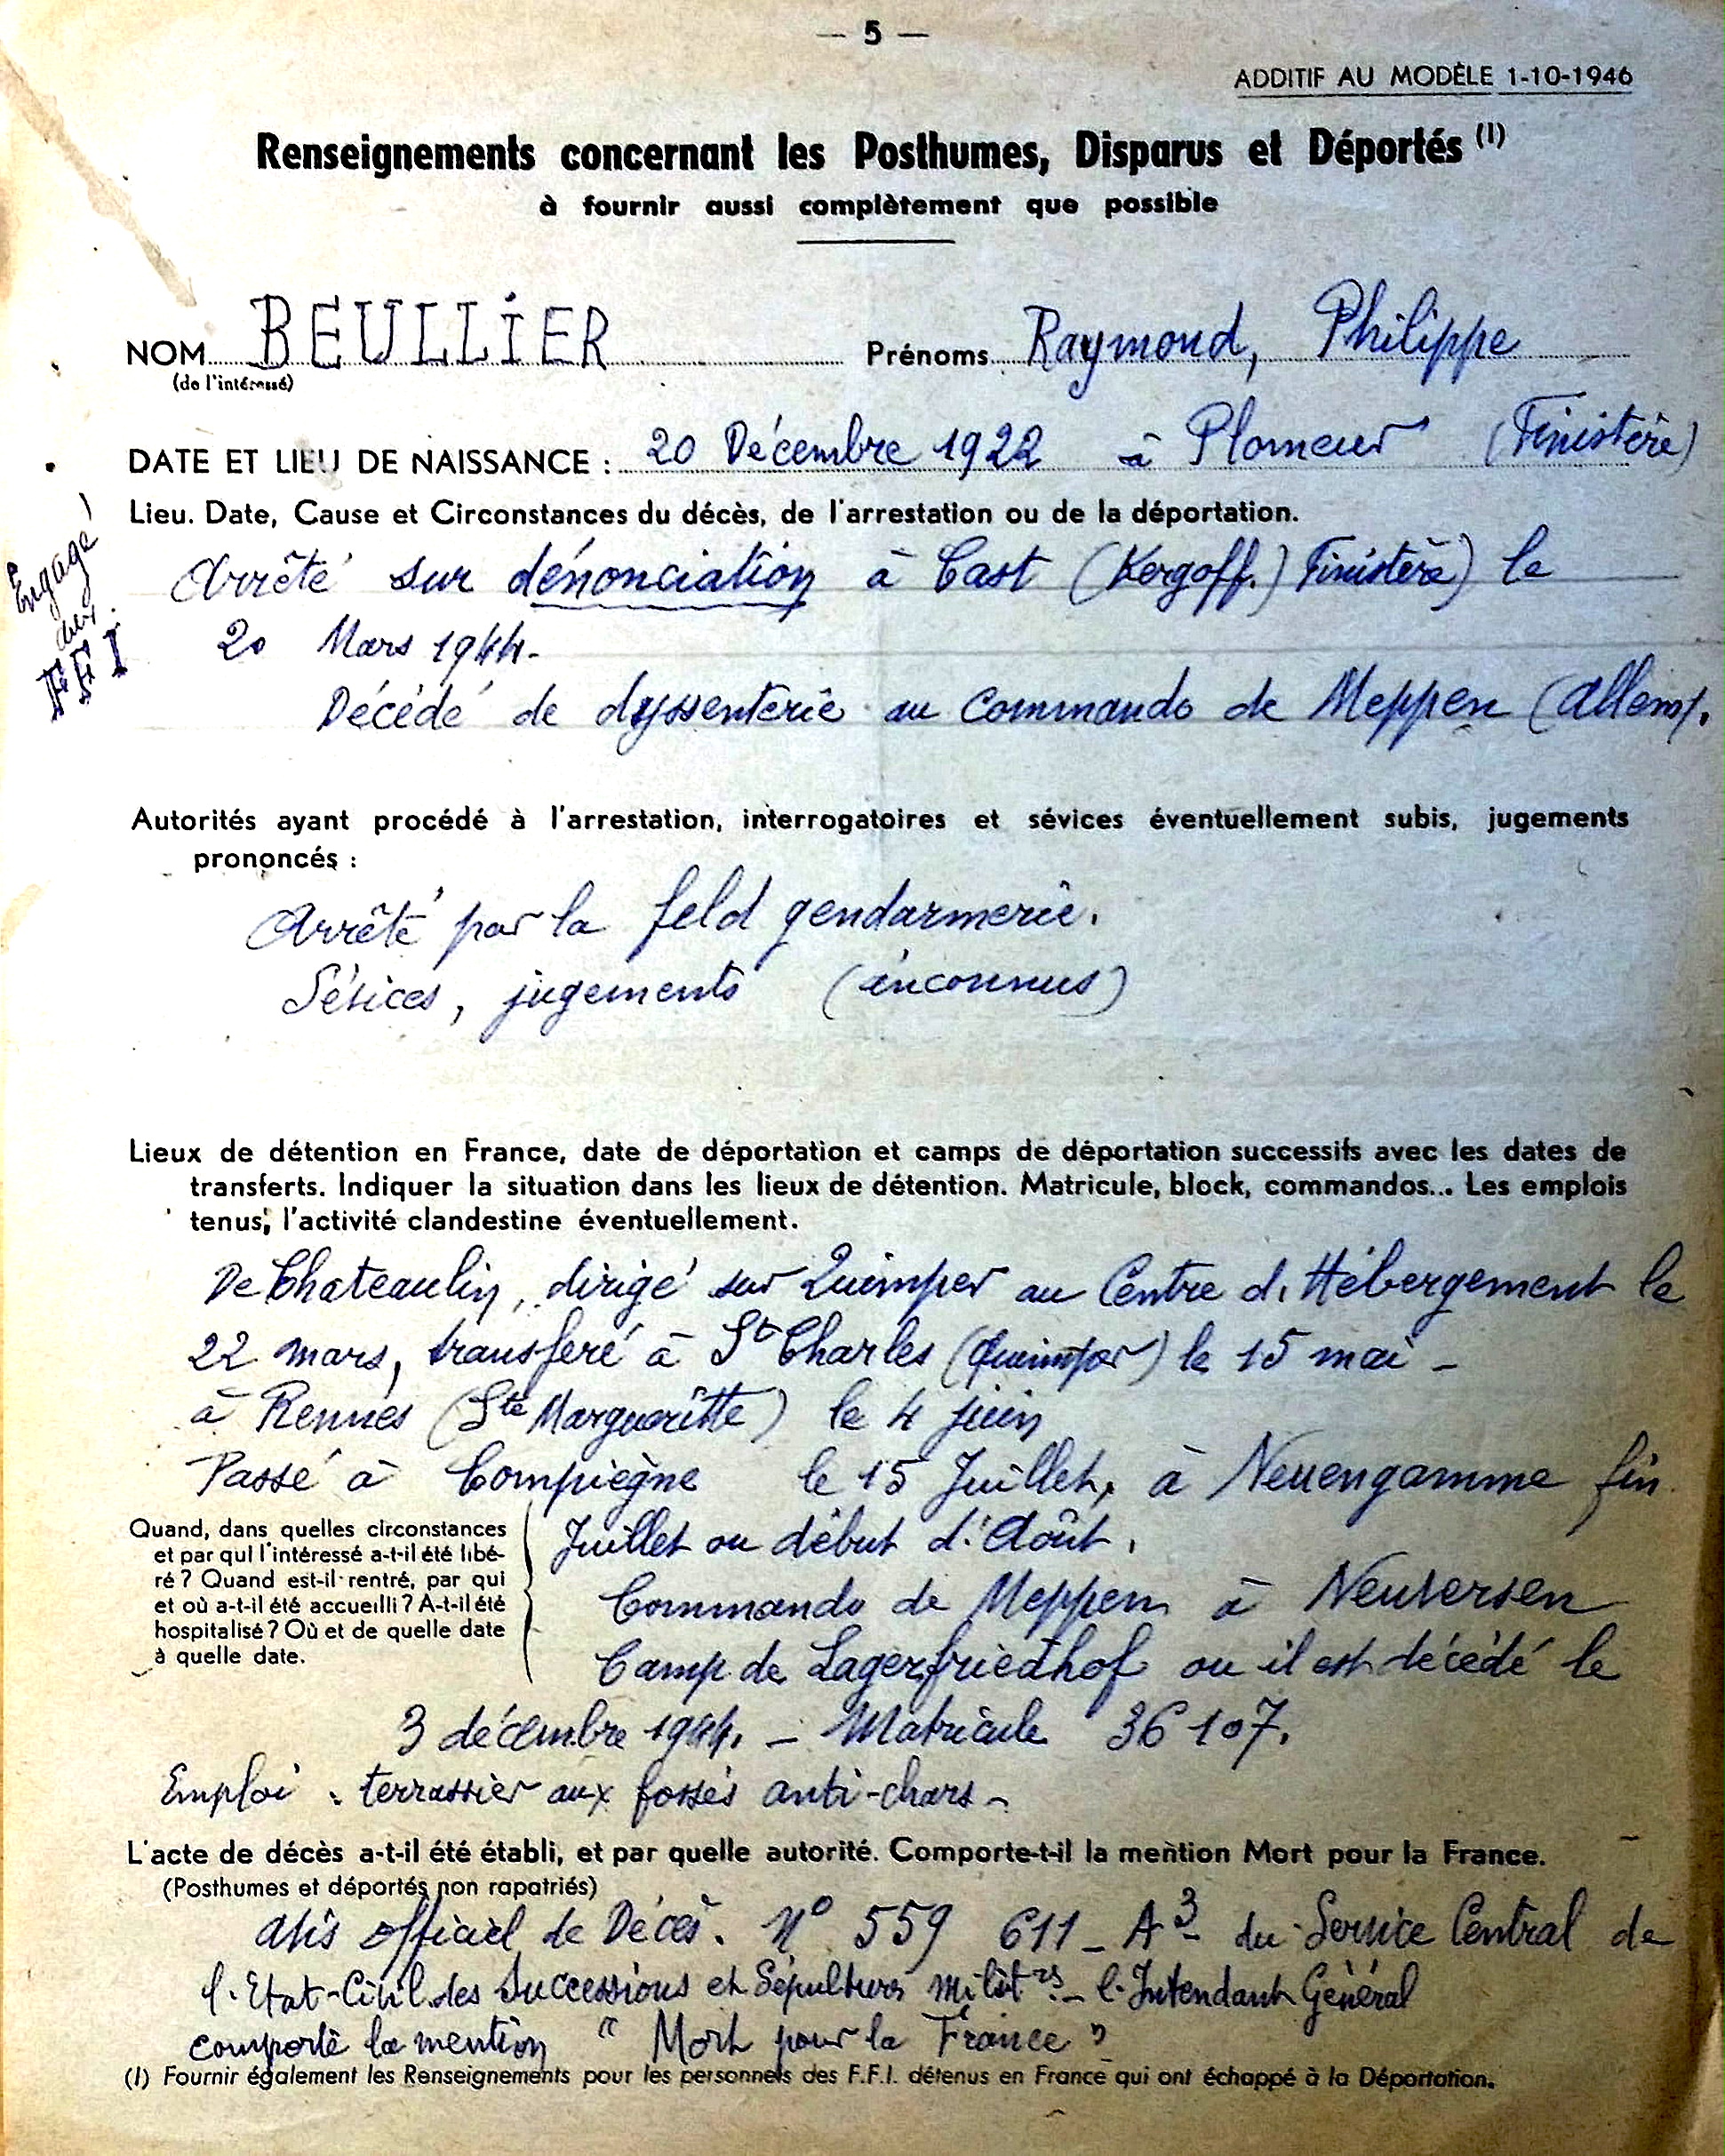 — 5 —
ADDITIF AU MODÈLE 1-10-1946
Renseignements concernant les Posthumes, Disparus et Déportés (1)
à fournir aussi complètement que possible
NOM BEULLIER Prénoms Raymond, Philippe
(de l'intéressé)
DATE ET LIEU DE NAISSANCE : 20 Décembre 1922 à Plomeur (Finistère)
Lieu. Date, Cause et Circonstances du décès, de l'arrestation ou de la déportation.
Engagé
aux
FFI
Arrêté sur dénonciation à Cast (Kergoff.) Finistère) le
20 Mars 1944-
Décédé de dyssenterie au commando de Meppen (Allem).
Autorités ayant procédé à l'arrestation, interrogatoires et sévices éventuellement subis, jugements
prononcés :
Arrêté par la feld gendarmerie.
Sévices, jugements (inconnus)
Lieux de détention en France, date de déportation et camps de déportation successifs avec les dates de
transferts. Indiquer la situation dans les lieux de détention. Matricule, block, commandos... Les emplois
tenus, l'activité clandestine éventuellement.
De Chateaulin, dirigé sur Quimper au Centre d'Hébergement le
22 mars, transféré à St Charles (Quimper) le 15 mai -
à Rennes (Ste Margueritte) le 4 juin
Passé à Compiègne le 15 Juillet, à Neuengamme fin
Juillet ou début d'Août.
Quand, dans quelles circonstances
et par qui l'intéressé a-t-il été libé-
ré ? Quand est-il rentré, par qui
et où a-t-il été accueilli ? A-t-il été
hospitalisé ? Où et de quelle date
à quelle date.
Commando de Meppen à Neuversen
Camp de Lagerfriedhof ou il est décédé le
3 décembre 1944. - Matricule 36107.
Emploi : terrassier aux fossés anti-chars -
L'acte de décès a-t-il été établi, et par quelle autorité. Comporte-t-il la mention Mort pour la France.
(Posthumes et déportés non rapatriés)
Avis officiel de Décès. N° 559 611 - A3 - du Service Central de
l'Etat-Civil des Successions et Sépultures milit res - l'Intendant Général
comporte la mention " Mort pour la France "
(1) Fournir également les Renseignements pour les personnels des F.F.I. détenus en France qui ont échappé à la Déportation.